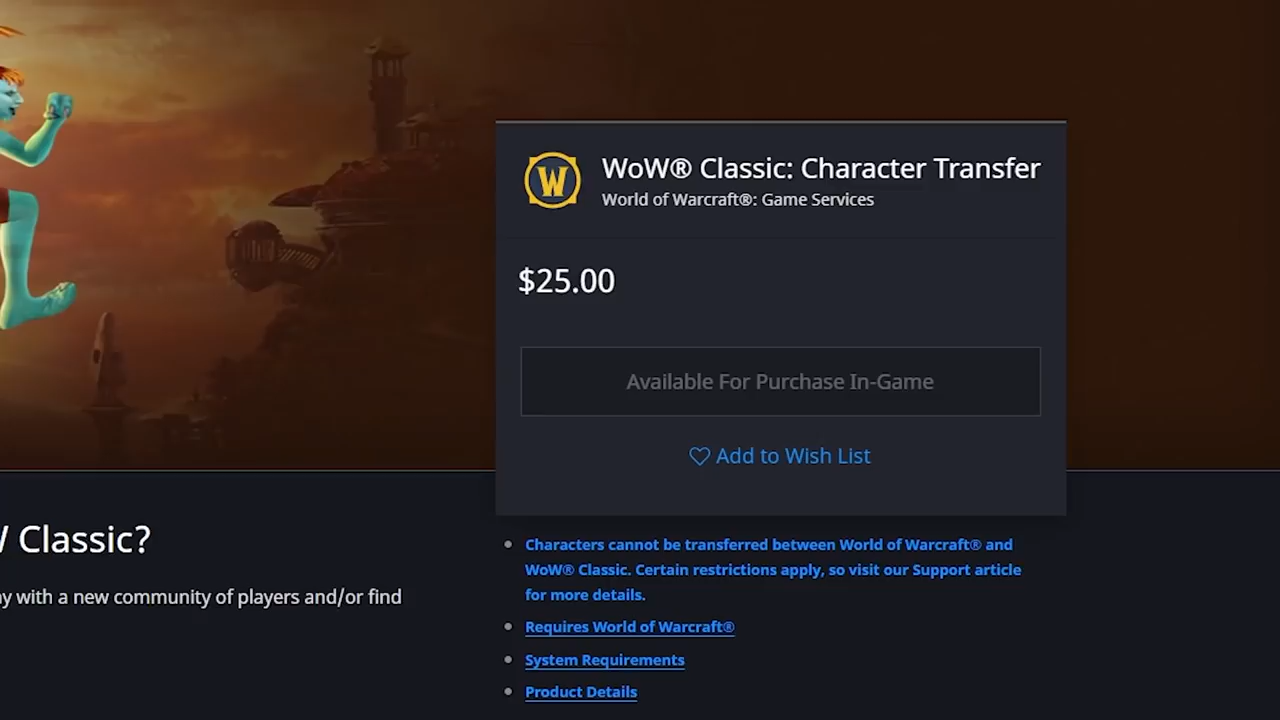 W
WoW® Classic: Character Transfer
World of Warcraft®: Game Services
$25.00
Available For Purchase In-Game
Add to Wish List
Classic?
with a new community of players and/or find
Characters cannot be transferred between World of Warcraft® and
WoW® Classic. Certain restrictions apply, so visit our Support article
for more details.
Requires World of Warcraft®
System Requirements
Product Details